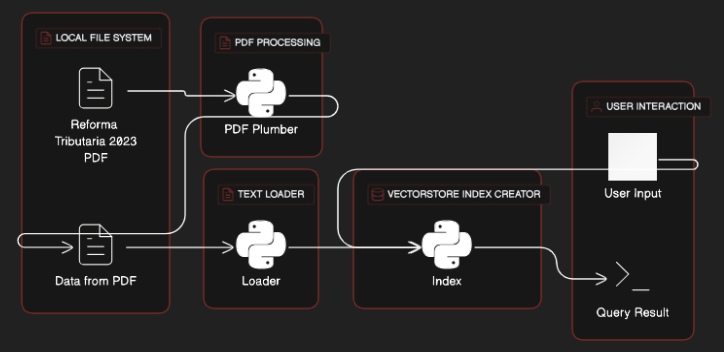 LOCAL FILE SYSTEM
PDF PROCESSING
Reforma
Tributaria 2023
PDF
PDF Plumber
USER INTERACTION
User Input
TEXT LOADER
VECTORSTORE INDEX CREATOR
Data from PDF
Loader
Index
Query Result